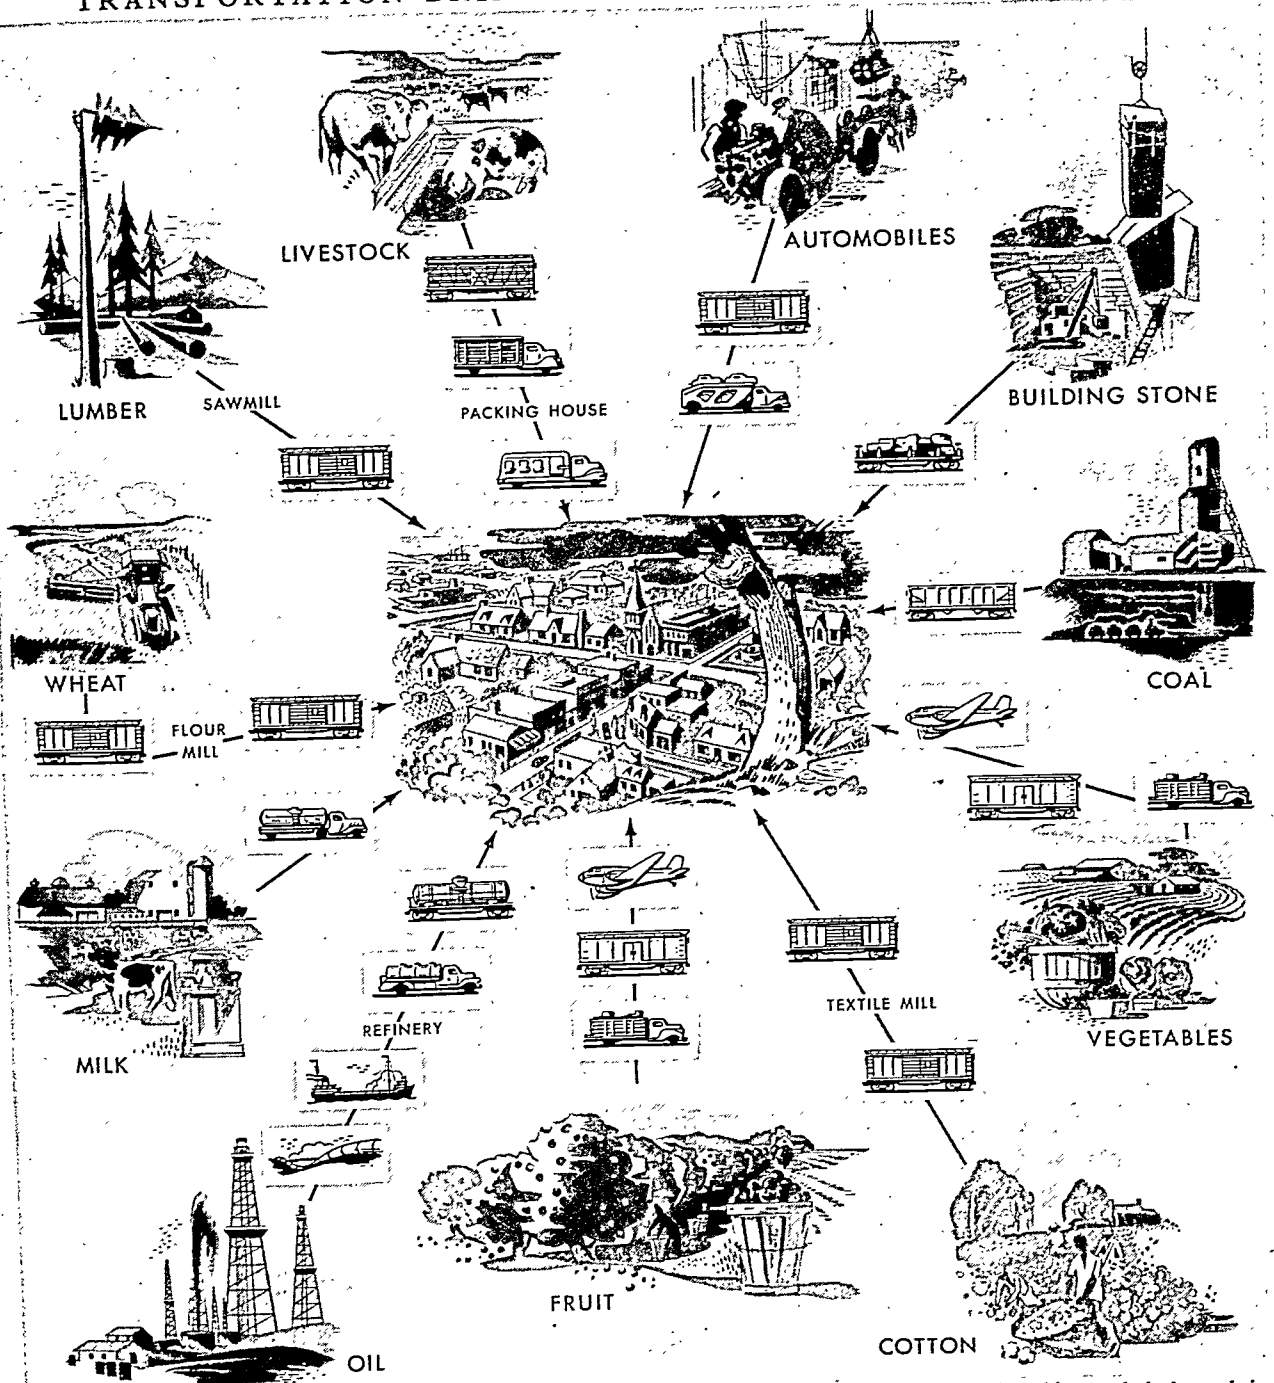 TRANSPORTATION
LIVESTOCK
AUTOMOBILES
LUMBER
SAWMILL
PACKING HOUSE
BUILDING STONE
WHEAT
FLOUR
MILL
COAL
MILK
REFINERY
TEXTILE MILL
VEGETABLES
FRUIT
COTTON
OIL